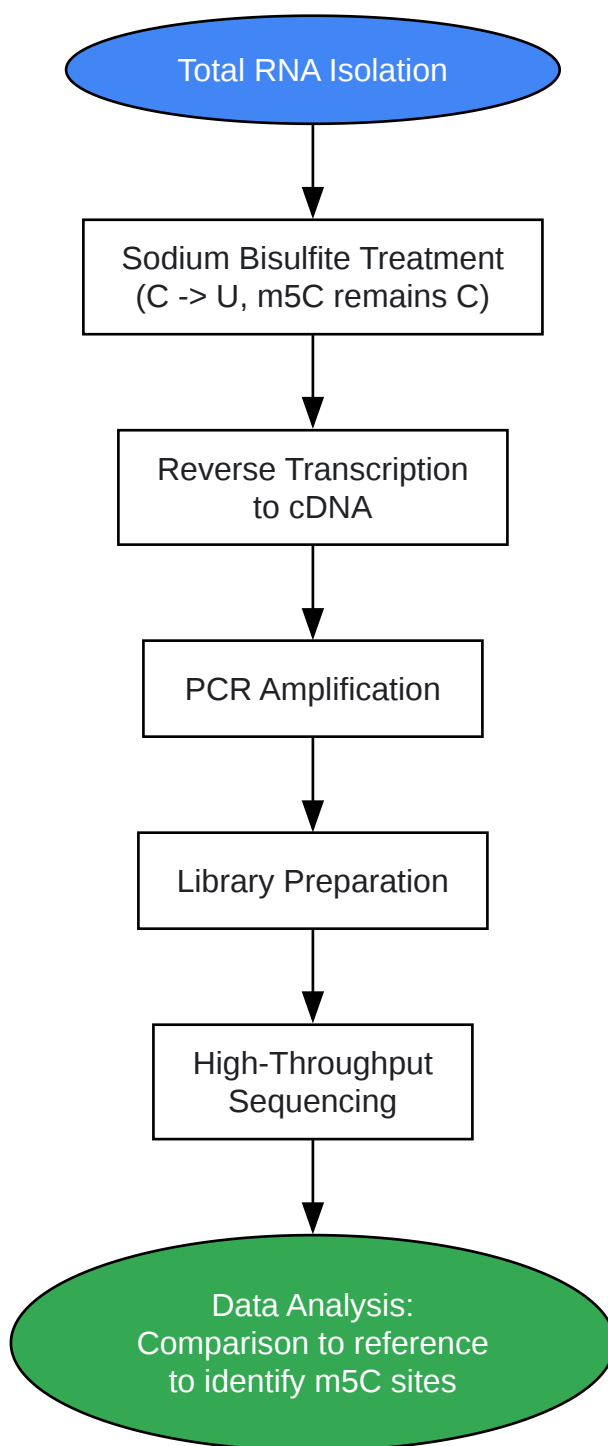 Total RNA Isolation
Sodium Bisulfite Treatment
(C -> U, m5C remains C)
Reverse Transcription
to cDNA
PCR Amplification
Library Preparation
High-Throughput
Sequencing
Data Analysis:
Comparison to reference
to identify m5C sites